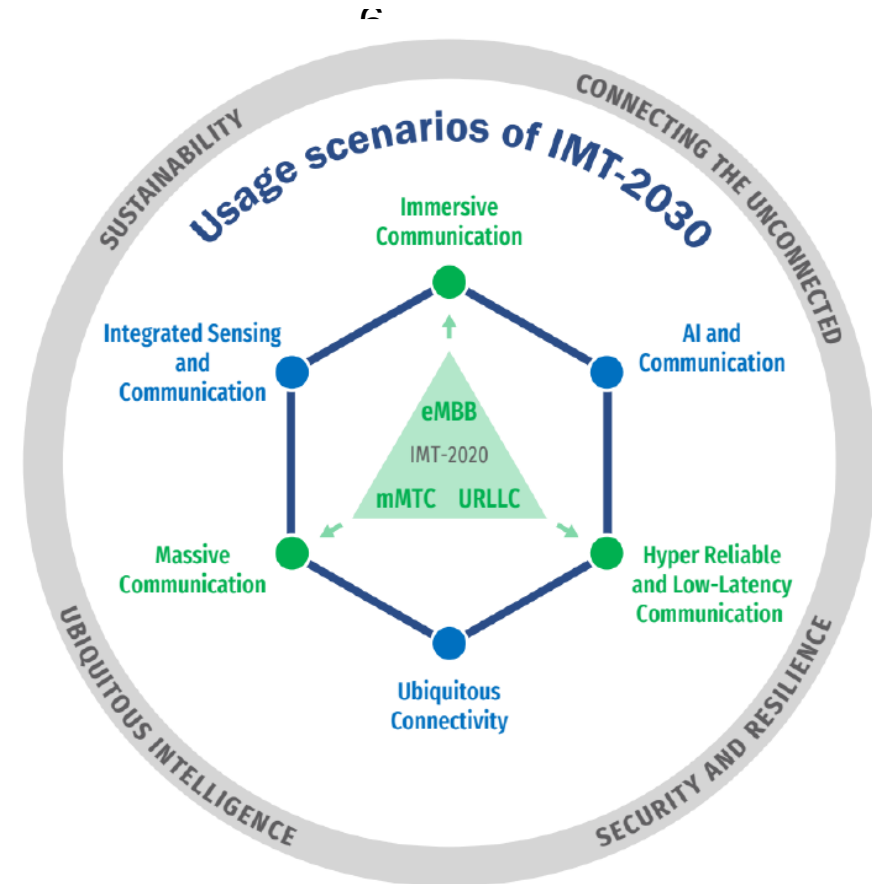 SUSTAINABILITY
CONNECTING THE UNCONNECTED
Usage scenarios of IMT-2030
Immersive
Communication
Integrated Sensing
and
Communication
AI and
Communication
eMBB
IMT-2020
mMTC URLLC
Massive
Communication
Hyper Reliable
and Low-Latency
Communication
Ubiquitous
Connectivity
UBIQUITOUS INTELLIGENCE
SECURITY AND RESILIENCE